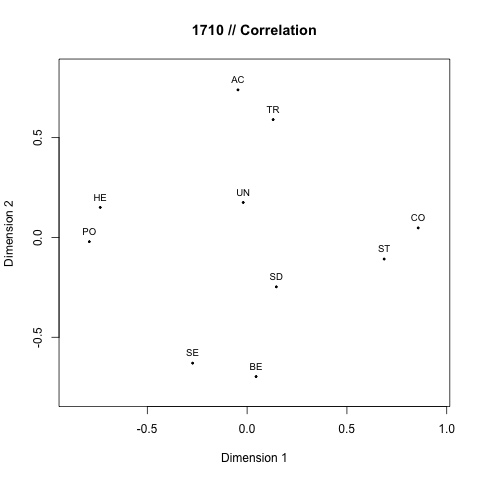 1710 // Correlation
AC
TR
UN
HE
CO
PO
ST
SD
SE
BE
Dimension 2
0.5
0.0
-0.5
-0.5
0.0
0.5
1.0
Dimension 1